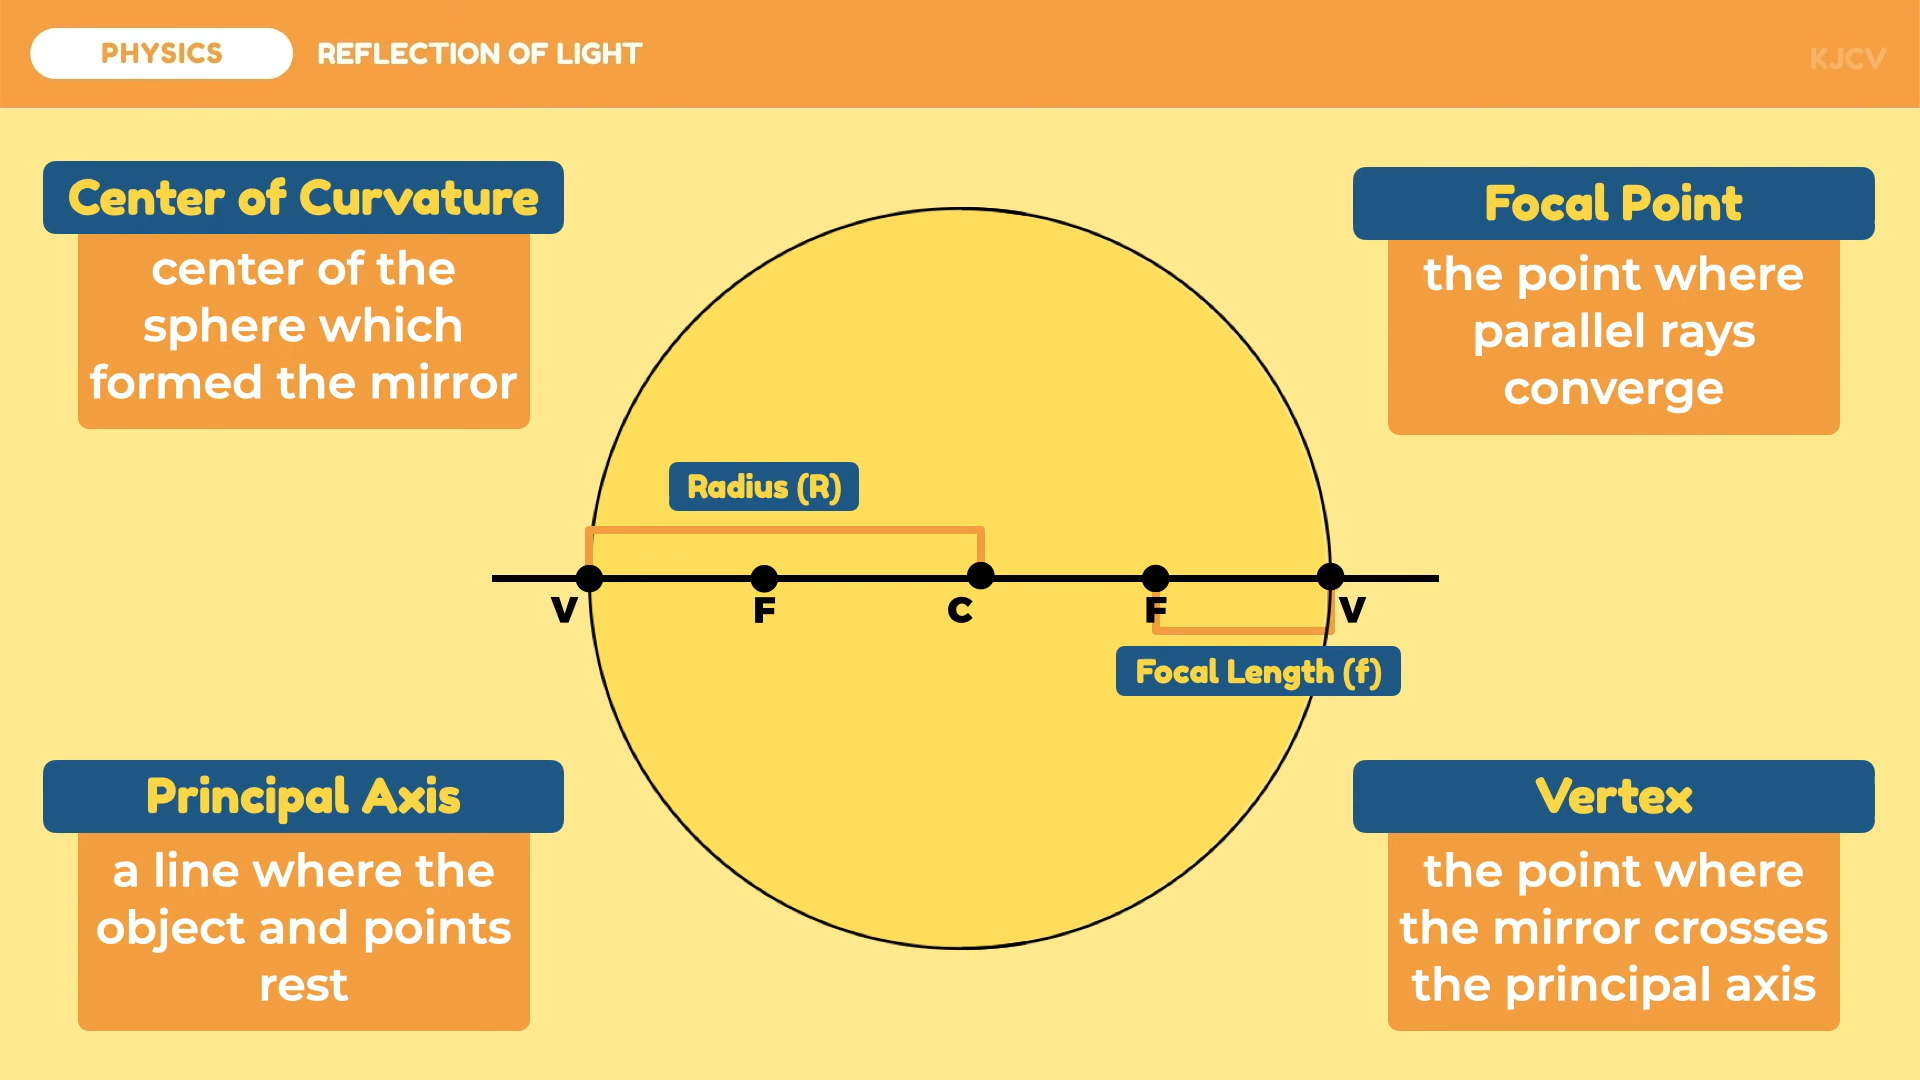 PHYSICS
REFLECTION OF LIGHT
KJCV
Center of Curvature
center of the
sphere which
formed the mirror
Focal Point
the point where
parallel rays
converge
Radius (R)
V
F
C
F
V
Focal Length (f)
Principal Axis
a line where the
object and points
rest
Vertex
the point where
the mirror crosses
the principal axis